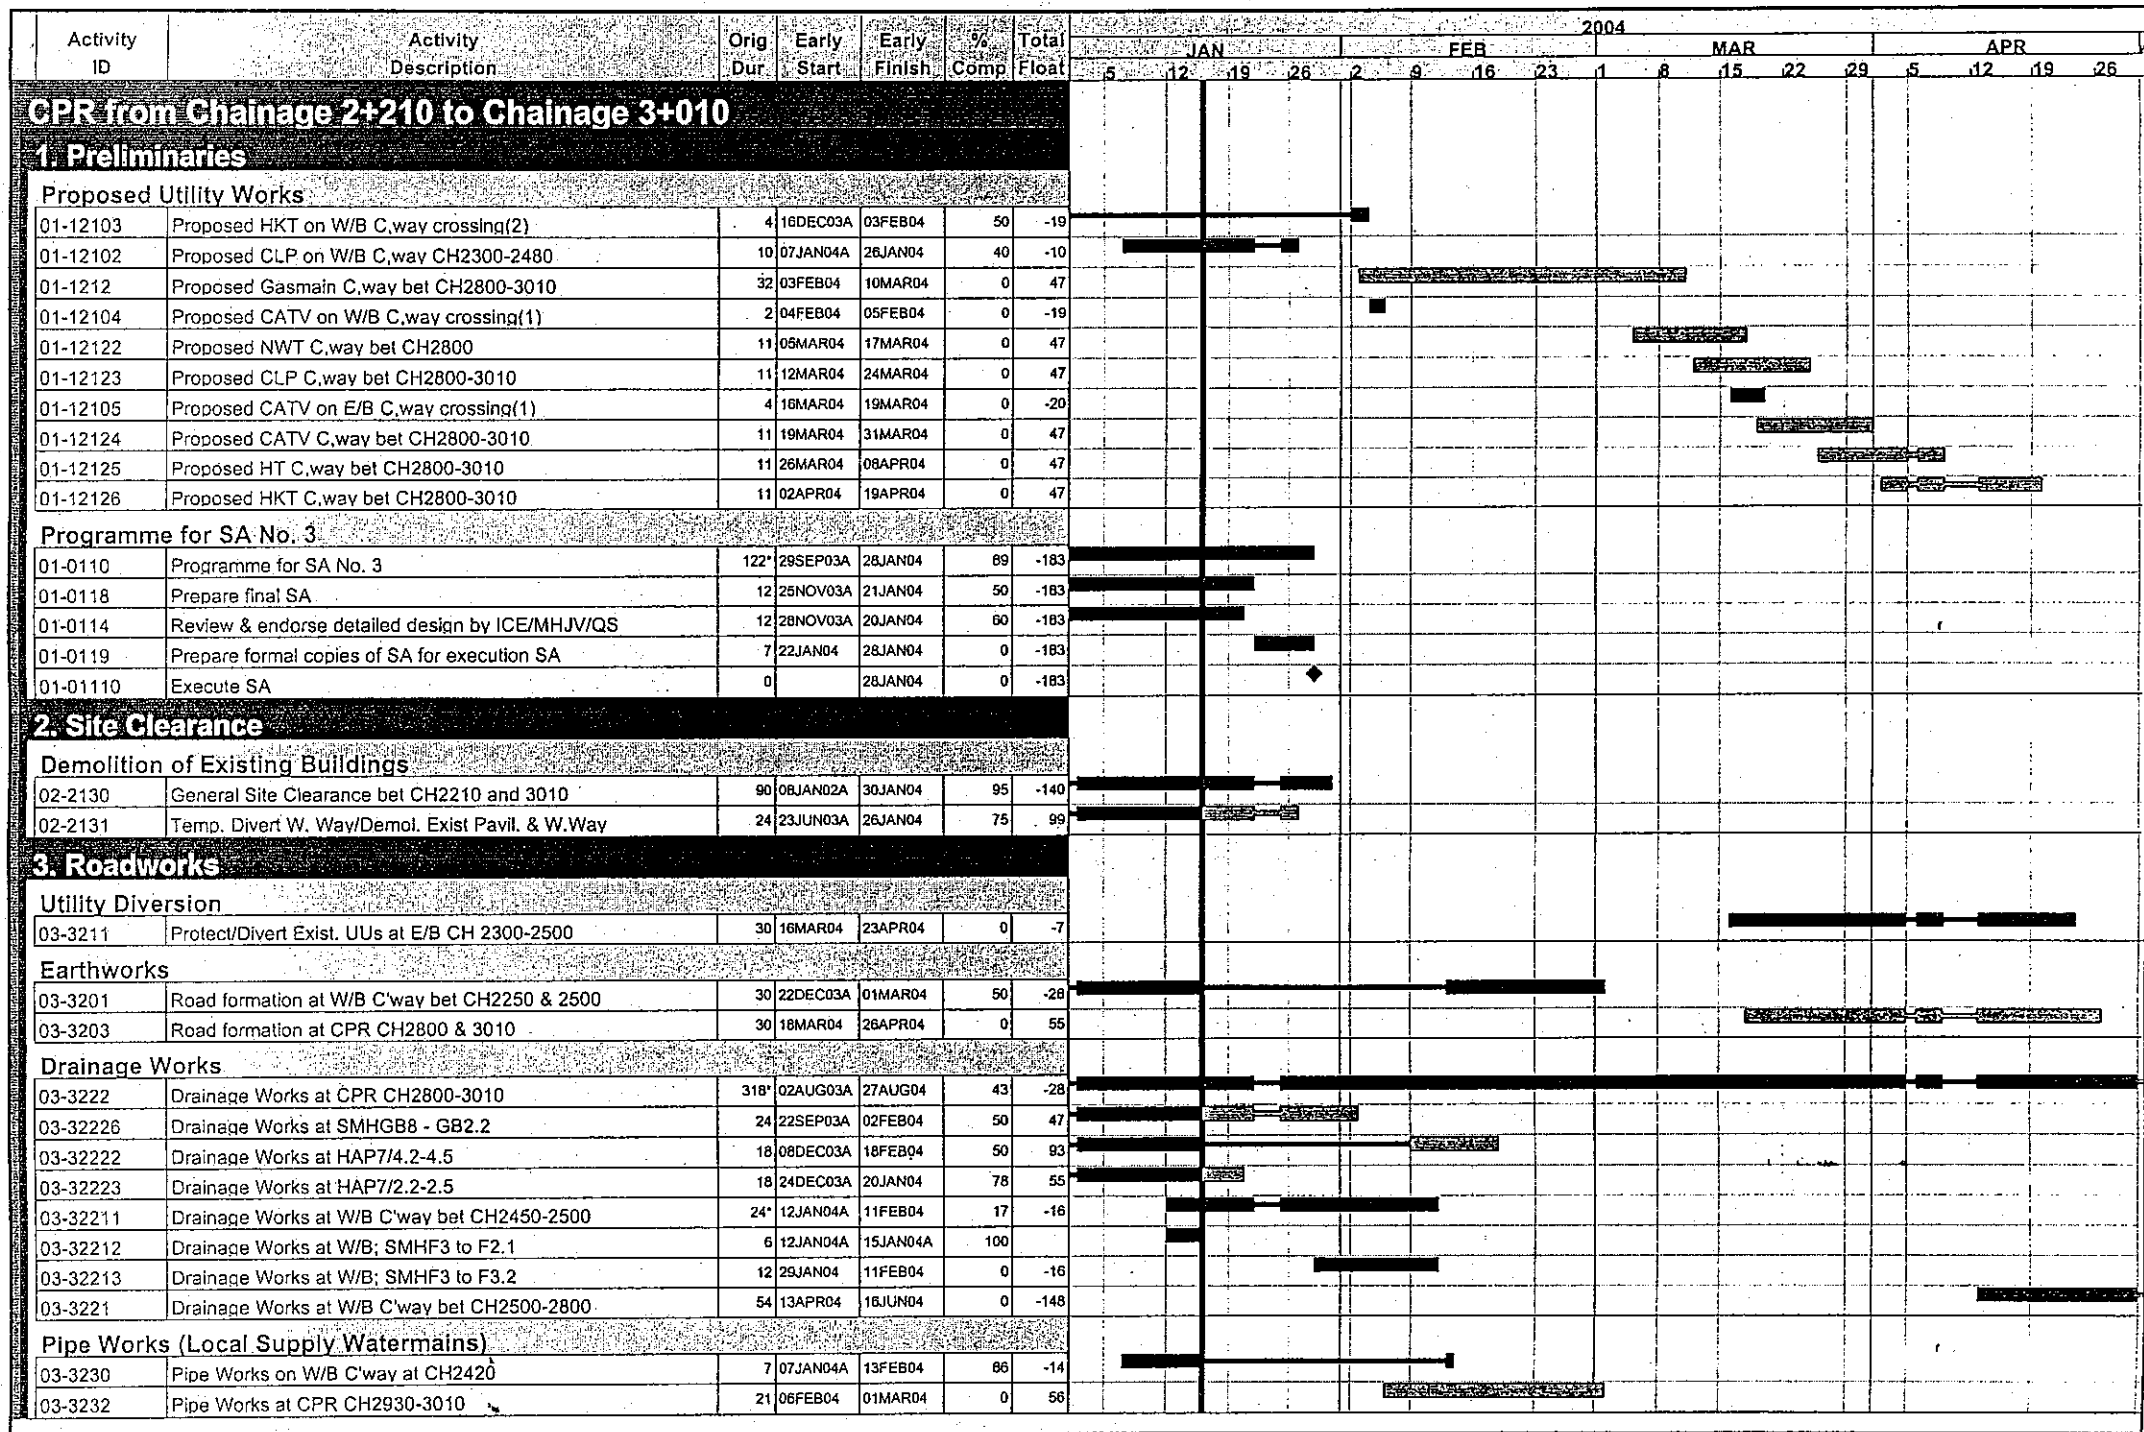 Activity ID Activity Description Orig Dur Early Start Early Finish % Comp Total Float
2004
JAN FEB MAR APR
5 12 19 26 2 9 16 23 1 8 15 22 29 5 12 19 26
CPR from Chainage 2+210 to Chainage 3+010
1. Preliminaries
Proposed Utility Works
01-12103 Proposed HKT on W/B C,way crossing(2) 4 16DEC03A 03FEB04 50 -19
01-12102 Proposed CLP on W/B C,way CH2300-2480 10 07JAN04A 26JAN04 40 -10
01-1212 Proposed Gasmain C,way bet CH2800-3010 32 03FEB04 10MAR04 0 47
01-12104 Proposed CATV on W/B C,way crossing(1) 2 04FEB04 05FEB04 0 -19
01-12122 Proposed NWT C,way bet CH2800 11 05MAR04 17MAR04 0 47
01-12123 Proposed CLP C,way bet CH2800-3010 11 12MAR04 24MAR04 0 47
01-12105 Proposed CATV on E/B C,way crossing(1) 4 16MAR04 19MAR04 0 -20
01-12124 Proposed CATV C,way bet CH2800-3010 11 19MAR04 31MAR04 0 47
01-12125 Proposed HT C,way bet CH2800-3010 11 26MAR04 08APR04 0 47
01-12126 Proposed HKT C,way bet CH2800-3010 11 02APR04 19APR04 0 47
Programme for SA No. 3
01-0110 Programme for SA No. 3 122* 29SEP03A 28JAN04 89 -183
01-0118 Prepare final SA 12 25NOV03A 21JAN04 50 -183
01-0114 Review & endorse detailed design by ICE/MHJV/QS 12 28NOV03A 20JAN04 60 -183
01-0119 Prepare formal copies of SA for execution SA 7 22JAN04 28JAN04 0 -183
01-01110 Execute SA 0 28JAN04 0 -183
2. Site Clearance
Demolition of Existing Buildings
02-2130 General Site Clearance bet CH2210 and 3010 90 08JAN02A 30JAN04 95 -140
02-2131 Temp. Divert W. Way/Demol. Exist Pavil. & W.Way 24 23JUN03A 26JAN04 75 99
3. Roadworks
Utility Diversion
03-3211 Protect/Divert Exist. UUs at E/B CH 2300-2500 30 16MAR04 23APR04 0 -7
Earthworks
03-3201 Road formation at W/B C'way bet CH2250 & 2500 30 22DEC03A 01MAR04 50 -28
03-3203 Road formation at CPR CH2800 & 3010 30 18MAR04 26APR04 0 55
Drainage Works
03-3222 Drainage Works at CPR CH2800-3010 318* 02AUG03A 27AUG04 43 -28
03-32226 Drainage Works at SMHGB8 - GB2.2 24 22SEP03A 02FEB04 50 47
03-32222 Drainage Works at HAP7/4.2-4.5 18 08DEC03A 18FEB04 50 93
03-32223 Drainage Works at HAP7/2.2-2.5 18 24DEC03A 20JAN04 78 55
03-32211 Drainage Works at W/B C'way bet CH2450-2500 24* 12JAN04A 11FEB04 17 -16
03-32212 Drainage Works at W/B; SMHF3 to F2.1 6 12JAN04A 15JAN04A 100
03-32213 Drainage Works at W/B; SMHF3 to F3.2 12 29JAN04 11FEB04 0 -16
03-3221 Drainage Works at W/B C'way bet CH2500-2800 54 13APR04 16JUN04 0 -148
Pipe Works (Local Supply Watermains)
03-3230 Pipe Works on W/B C'way at CH2420 7 07JAN04A 13FEB04 86 -14
03-3232 Pipe Works at CPR CH2930-3010 21 06FEB04 01MAR04 0 56